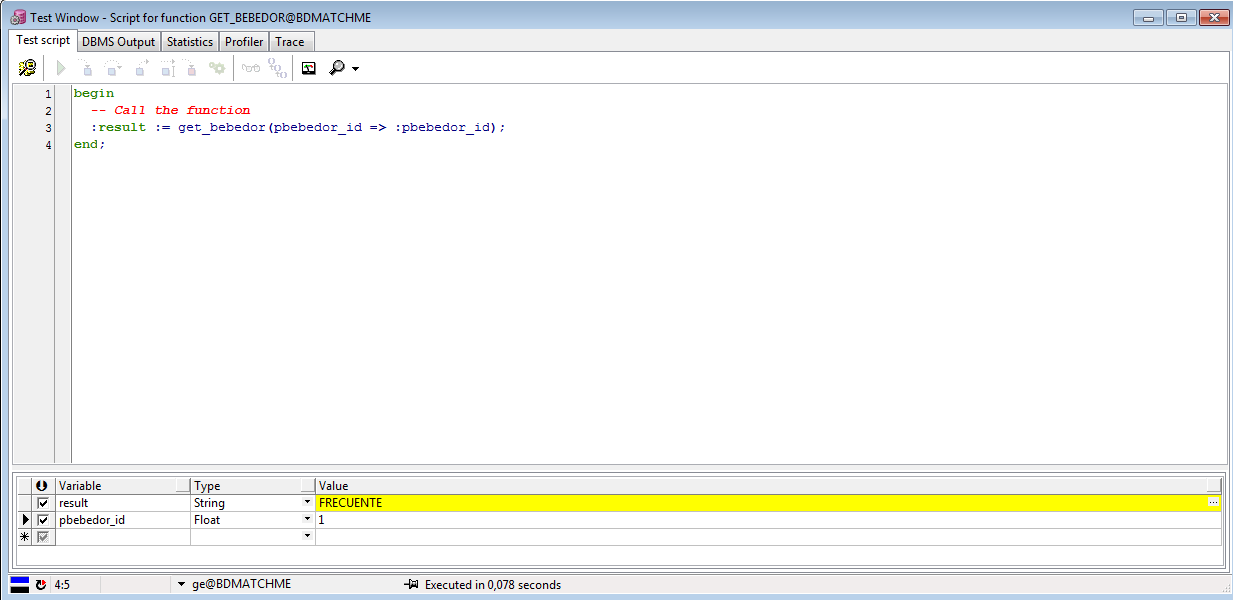 Test Window - Script for function GET_BEBEDOR@BDMATCHME
Test script DBMS Output Statistics Profiler Trace
1 begin
2 -- Call the function
3 :result := get_bebedor(pbebedor_id => :pbebedor_id);
4 end;
Variable Type Value
result String FRECUENTE
pbebedor_id Float 1
4:5 ge@BDMATCHME Executed in 0,078 seconds